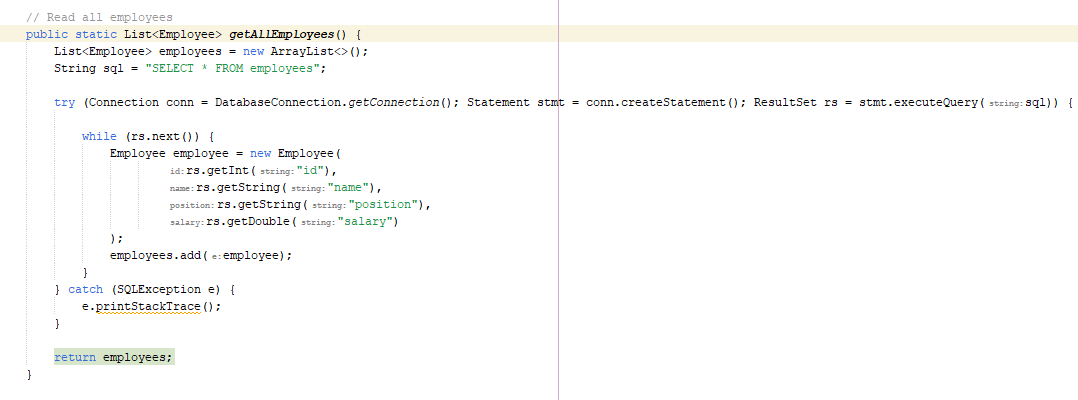 // Read all employees
public static List<Employee> getAllEmployees() {
List<Employee> employees = new ArrayList<>();
String sql = "SELECT * FROM employees";
try (Connection conn = DatabaseConnection.getConnection(); Statement stmt = conn.createStatement(); ResultSet rs = stmt.executeQuery( string: sql)) {
while (rs.next()) {
Employee employee = new Employee(
id: rs.getInt( string: "id"),
name: rs.getString( string: "name"),
position: rs.getString( string: "position"),
salary: rs.getDouble( string: "salary")
);
employees.add( e: employee);
}
} catch (SQLException e) {
e.printStackTrace();
}
return employees;
}